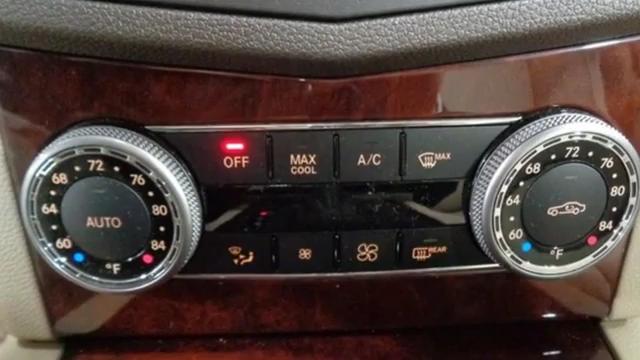 72
68 76
64 80
60 84
°F
AUTO
OFF
MAX
COOL
A/C
MAX
REAR
72
68 76
64 80
60 84
°F